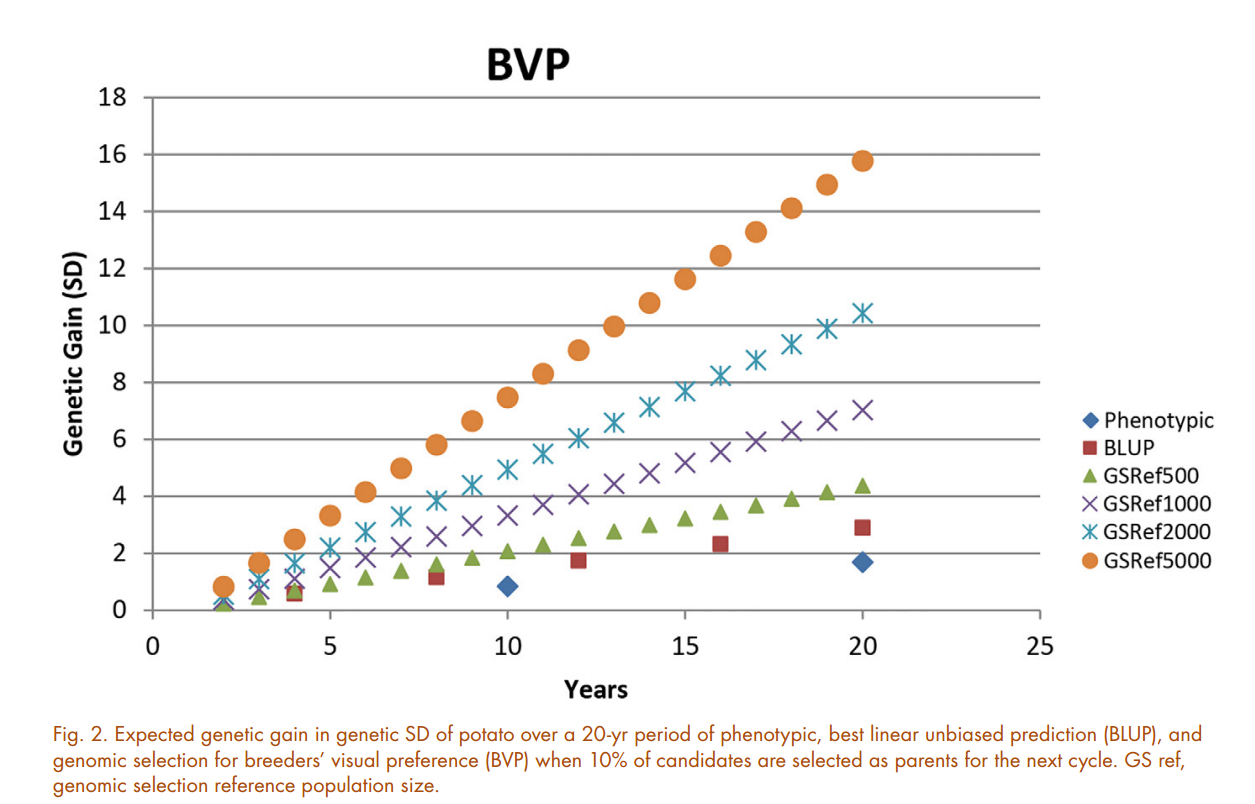 BVP
18
16
14
12
10
8
6
4
2
0
Genetic Gain (SD)
0 5 10 15 20 25
Years
Phenotypic
BLUP
GSRef500
GSRef1000
GSRef2000
GSRef5000
Fig. 2. Expected genetic gain in genetic SD of potato over a 20-yr period of phenotypic, best linear unbiased prediction (BLUP), and
genomic selection for breeders’ visual preference (BVP) when 10% of candidates are selected as parents for the next cycle. GS ref,
genomic selection reference population size.